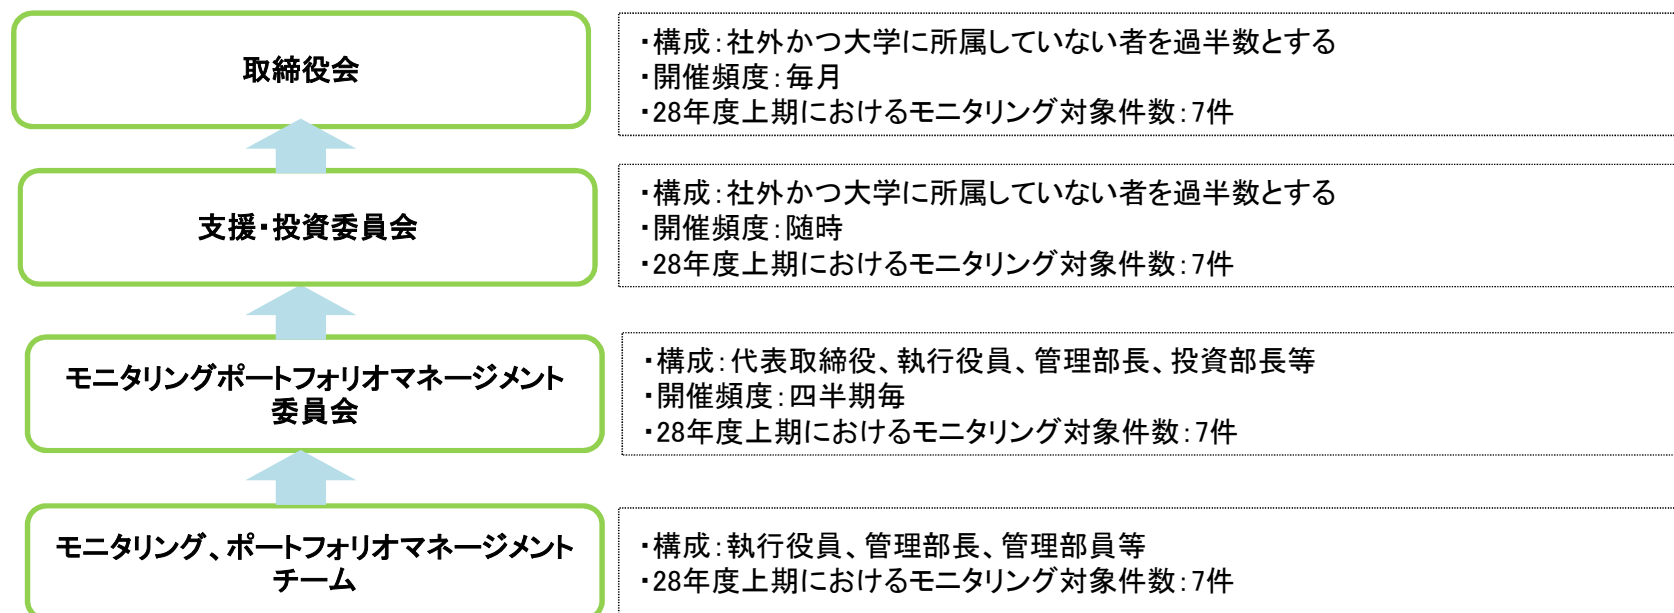 取締役会
・構成：社外かつ大学に所属していない者を過半数とする
・開催頻度：毎月
・28年度上期におけるモニタリング対象件数：7件
支援・投資委員会
・構成：社外かつ大学に所属していない者を過半数とする
・開催頻度：随時
・28年度上期におけるモニタリング対象件数：7件
モニタリングポートフォリオマネージメント
委員会
・構成：代表取締役、執行役員、管理部長、投資部長等
・開催頻度：四半期毎
・28年度上期におけるモニタリング対象件数：7件
モニタリング、ポートフォリオマネージメント
チーム
・構成：執行役員、管理部長、管理部員等
・28年度上期におけるモニタリング対象件数：7件